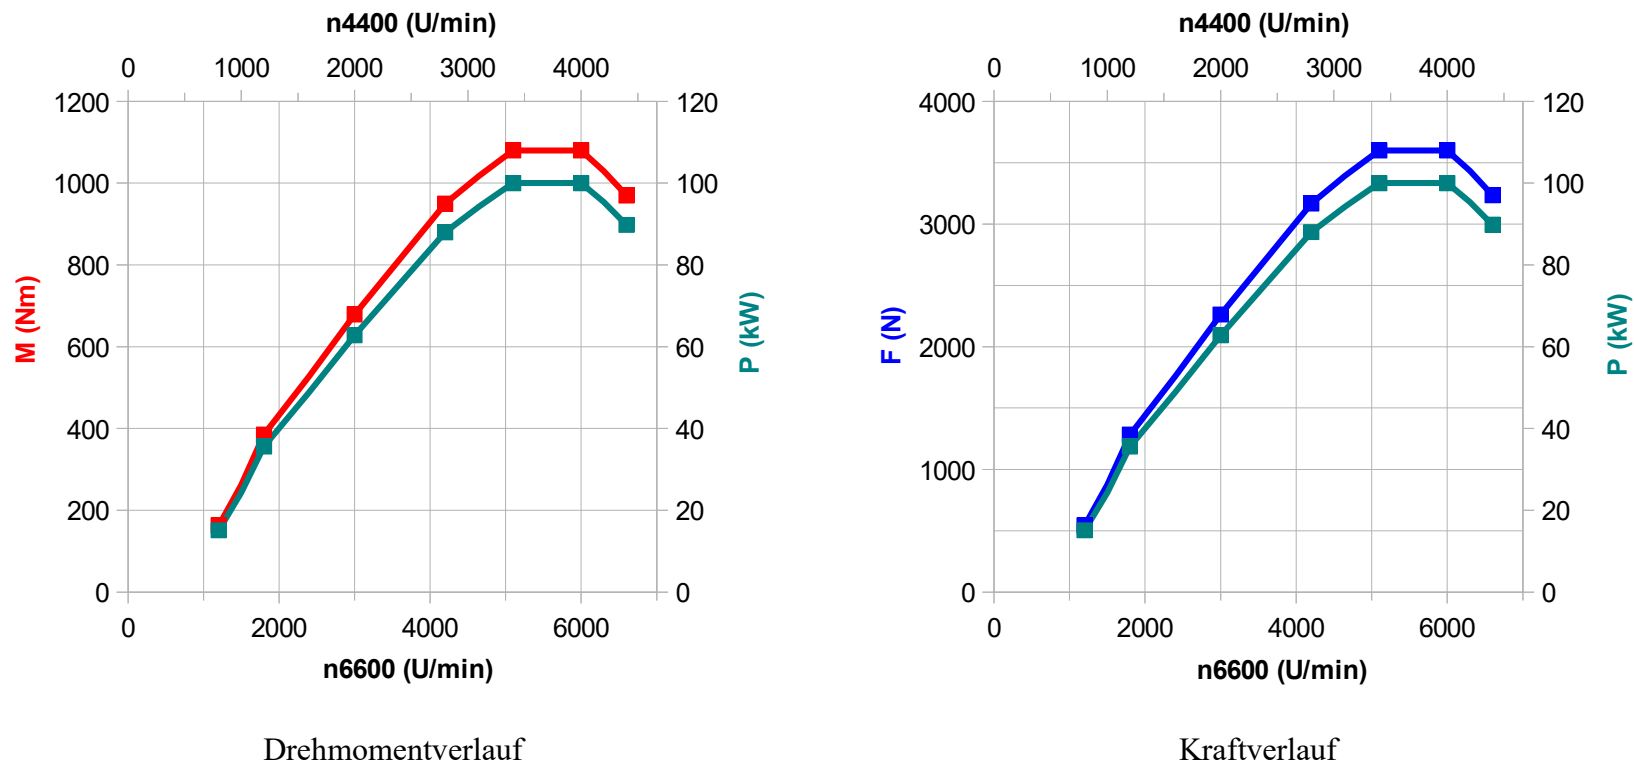 n4400 (U/min)
0 1000 2000 3000 4000
1200 120
1000 100
800 80
600 60
400 40
200 20
0 0
M (Nm)
P (kW)
0 2000 4000 6000
n6600 (U/min)
Drehmomentverlauf
n4400 (U/min)
0 1000 2000 3000 4000
4000 120
100
3000
80
2000 60
40
1000
20
0 0
F (N)
P (kW)
0 2000 4000 6000
n6600 (U/min)
Kraftverlauf